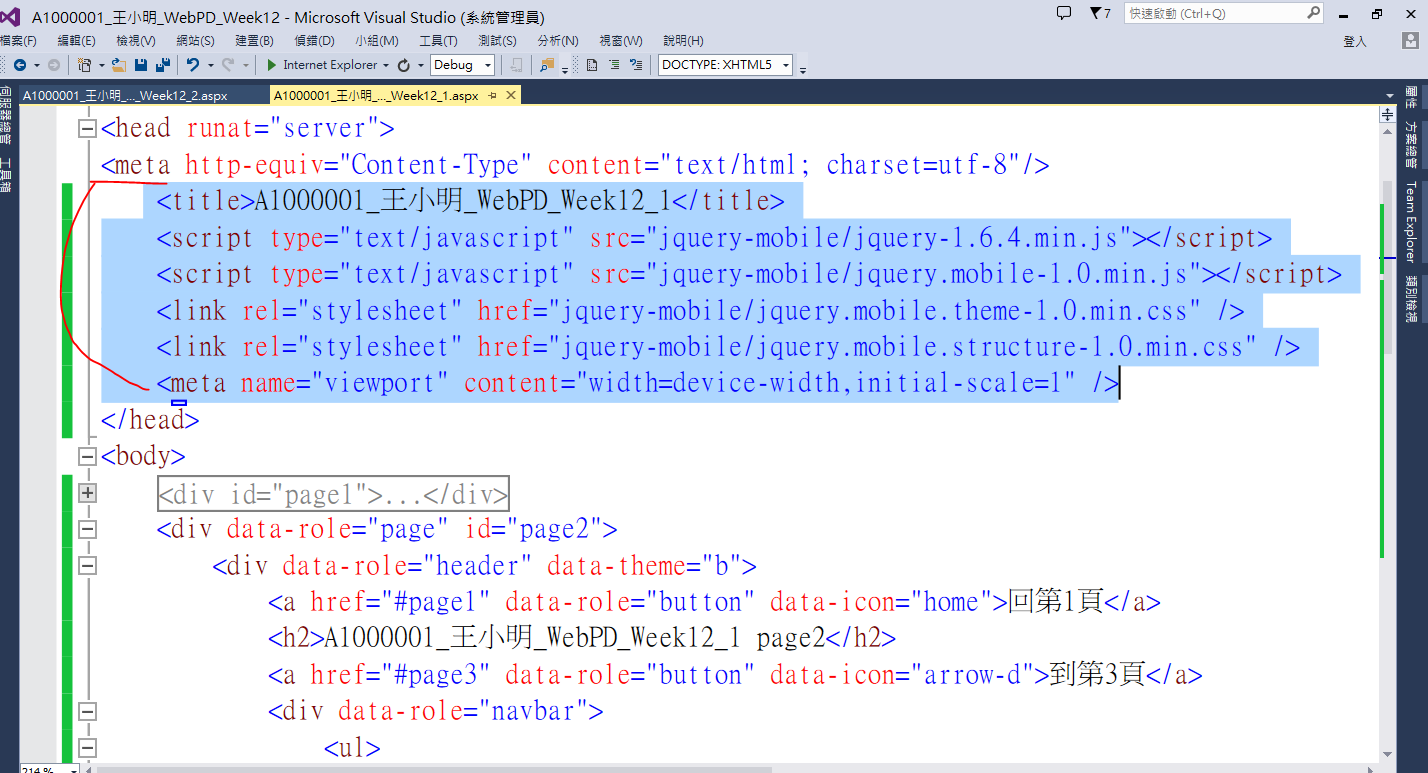 A1000001_王小明_WebPD_Week12 - Microsoft Visual Studio (系統管理員)
7
快速啟動 (Ctrl+Q)
檔案(F) 編輯(E) 檢視(V) 網站(S) 建置(B) 偵錯(D) 小組(M) 工具(T) 測試(S) 分析(N) 視窗(W) 說明(H)
登入
Internet Explorer
Debug
DOCTYPE: XHTML5
A1000001_王小明_..._Week12_2.aspx
A1000001_王小明_..._Week12_1.aspx
伺服器總管
工具箱
<head runat="server">
<meta http-equiv="Content-Type" content="text/html; charset=utf-8"/>
<title>A1000001_王小明_WebPD_Week12_1</title>
<script type="text/javascript" src="jquery-mobile/jquery-1.6.4.min.js"></script>
<script type="text/javascript" src="jquery-mobile/jquery.mobile-1.0.min.js"></script>
<link rel="stylesheet" href="jquery-mobile/jquery.mobile.theme-1.0.min.css" />
<link rel="stylesheet" href="jquery-mobile/jquery.mobile.structure-1.0.min.css" />
<meta name="viewport" content="width=device-width,initial-scale=1" />
</head>
<body>
<div id="page1">...</div>
<div data-role="page" id="page2">
<div data-role="header" data-theme="b">
<a href="#page1" data-role="button" data-icon="home">回第1頁</a>
<h2>A1000001_王小明_WebPD_Week12_1 page2</h2>
<a href="#page3" data-role="button" data-icon="arrow-d">到第3頁</a>
<div data-role="navbar">
<ul>
屬性
方案總管
Team Explorer
類別檢視
214 %